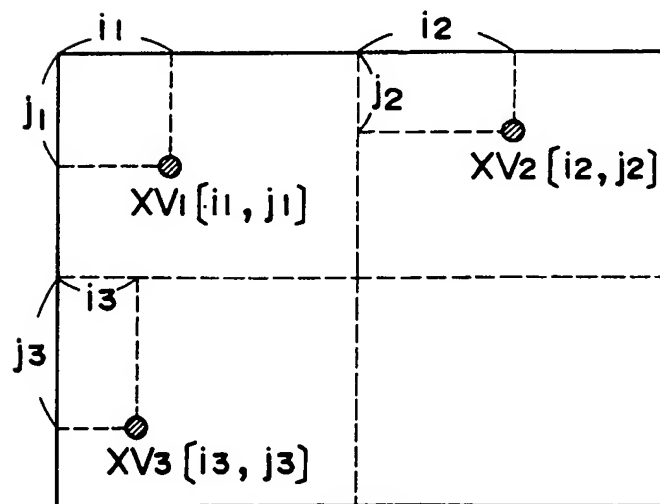 i1
i2
j1
j2
XV1[i1, j1]
XV2[i2, j2]
i3
j3
XV3[i3, j3]